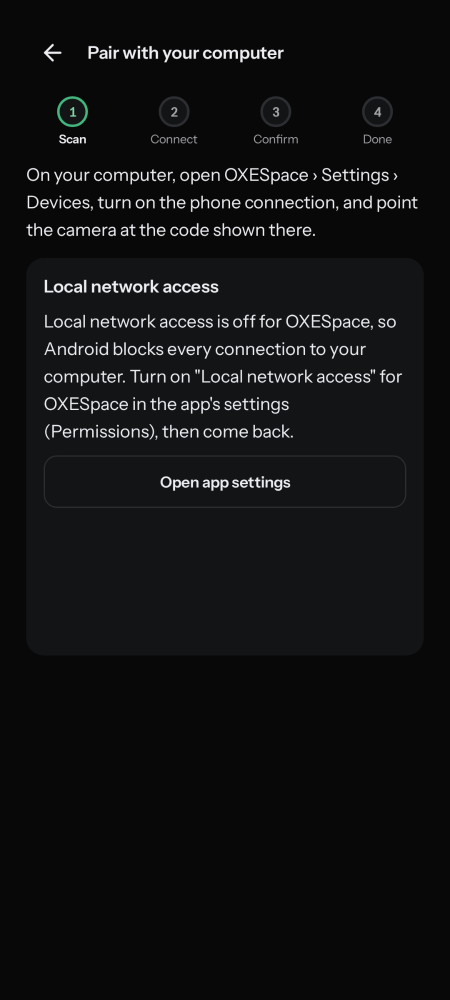 Pair with your computer
1
2
3
4
Scan
Connect
Confirm
Done
On your computer, open OXESpace › Settings ›
Devices, turn on the phone connection, and point
the camera at the code shown there.
Local network access
Local network access is off for OXESpace, so
Android blocks every connection to your
computer. Turn on "Local network access" for
OXESpace in the app's settings
(Permissions), then come back.
Open app settings